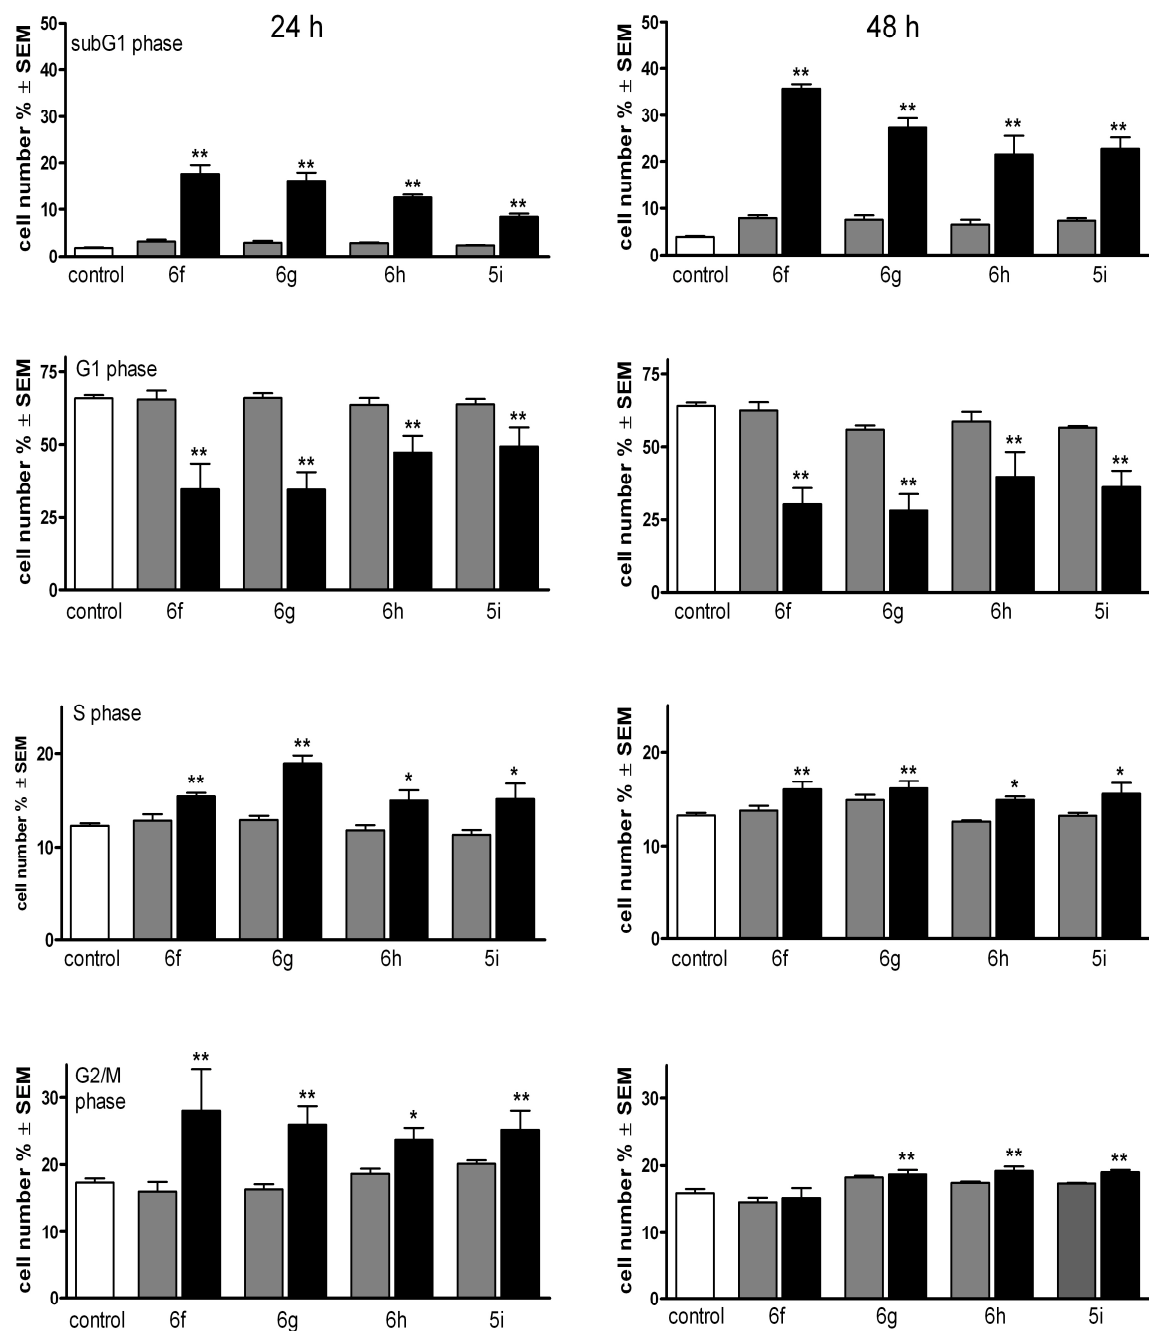 24 h
48 h
subG1 phase
cell number % ± SEM
50
40
30
20
10
0
** ** ** **
control 6f 6g 6h 5i
cell number % ± SEM
50
40
30
20
10
0
** ** ** **
control 6f 6g 6h 5i
G1 phase
cell number % ± SEM
75
50
25
0
** ** ** **
control 6f 6g 6h 5i
cell number % ± SEM
75
50
25
0
** ** ** **
control 6f 6g 6h 5i
S phase
cell number % ± SEM
20
10
0
** ** * *
control 6f 6g 6h 5i
cell number % ± SEM
20
10
0
** ** * *
control 6f 6g 6h 5i
G2/M
phase
cell number % ± SEM
30
20
10
0
** ** * **
control 6f 6g 6h 5i
cell number % ± SEM
30
20
10
0
** ** **
control 6f 6g 6h 5i